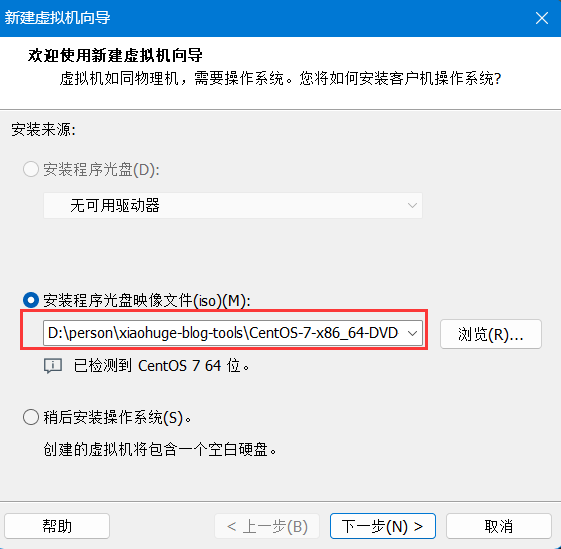 新建虚拟机向导
欢迎使用新建虚拟机向导
虚拟机如同物理机，需要操作系统。您将如何安装客户机操作系统?
安装来源:
安装程序光盘(D):
无可用驱动器
安装程序光盘映像文件(iso)(M):
D:\person\xiaohuge-blog-tools\CentOS-7-x86_64-DVD
浏览(R)...
已检测到 CentOS 7 64 位。
稍后安装操作系统(S)。
创建的虚拟机将包含一个空白硬盘。
帮助
< 上一步(B)
下一步(N) >
取消